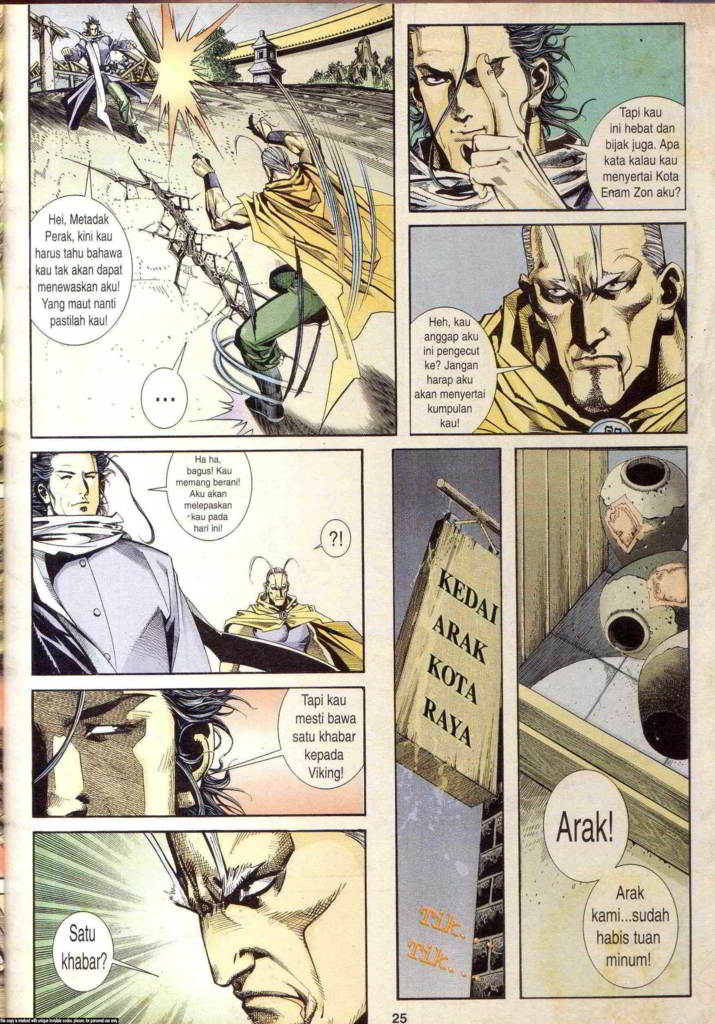 Hei, Metadak
Perak, kini kau
harus tahu bahawa
kau tak akan dapat
menewaskan aku!
Yang maut nanti
pastilah kau!
...
Tapi kau
ini hebat dan
bijak juga. Apa
kata kalau kau
menyertai Kota
Enam Zon aku?
Heh, kau
anggap aku
ini pengecut
ke? Jangan
harap aku
akan menyertai
kumpulan
kau!
Ha ha,
bagus! Kau
memang berani!
Aku akan
melepaskan
kau pada
hari ini!
?!
Tapi kau
mesti bawa
satu khabar
kepada
Viking!
Satu
khabar?
KEDAI
ARAK
KOTA
RAYA
Tik..
Tik...
Arak!
Arak
kami...sudah
habis tuan
minum!
25